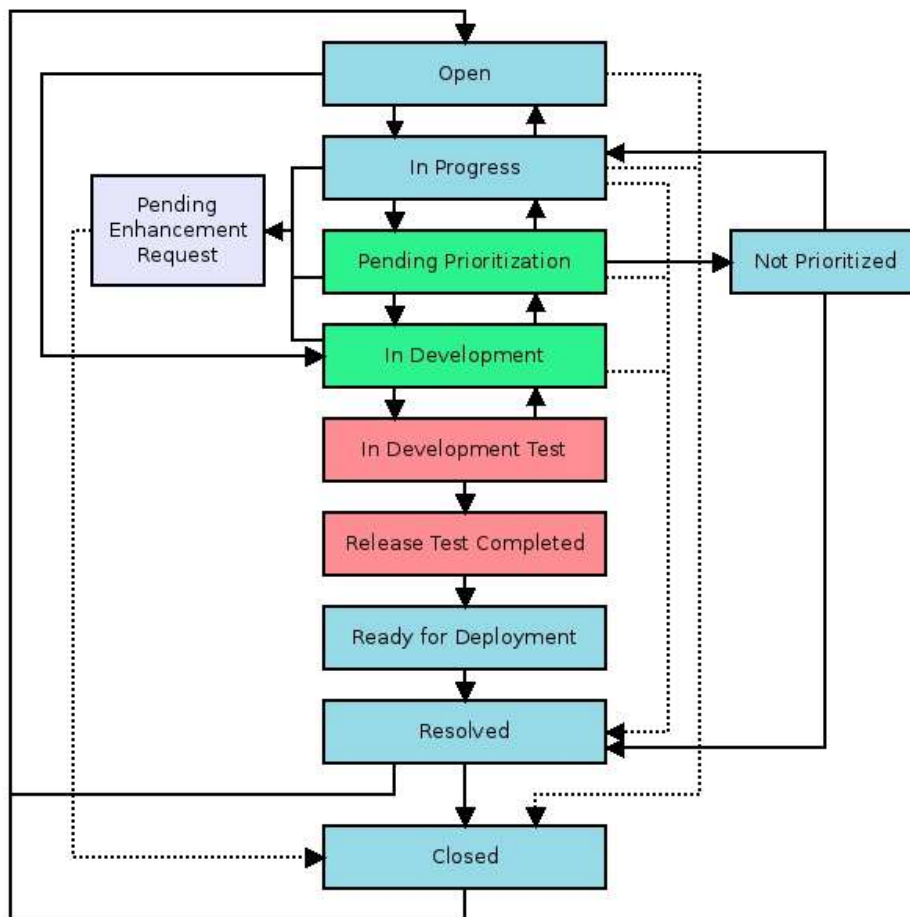 Open
In Progress
Pending
Enhancement
Request
Pending Prioritization
Not Prioritized
In Development
In Development Test
Release Test Completed
Ready for Deployment
Resolved
Closed